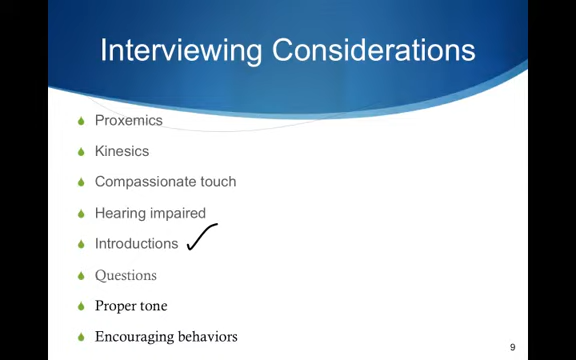 Interviewing Considerations
Proxemics
Kinesics
Compassionate touch
Hearing impaired
Introductions
Questions
Proper tone
Encouraging behaviors
9